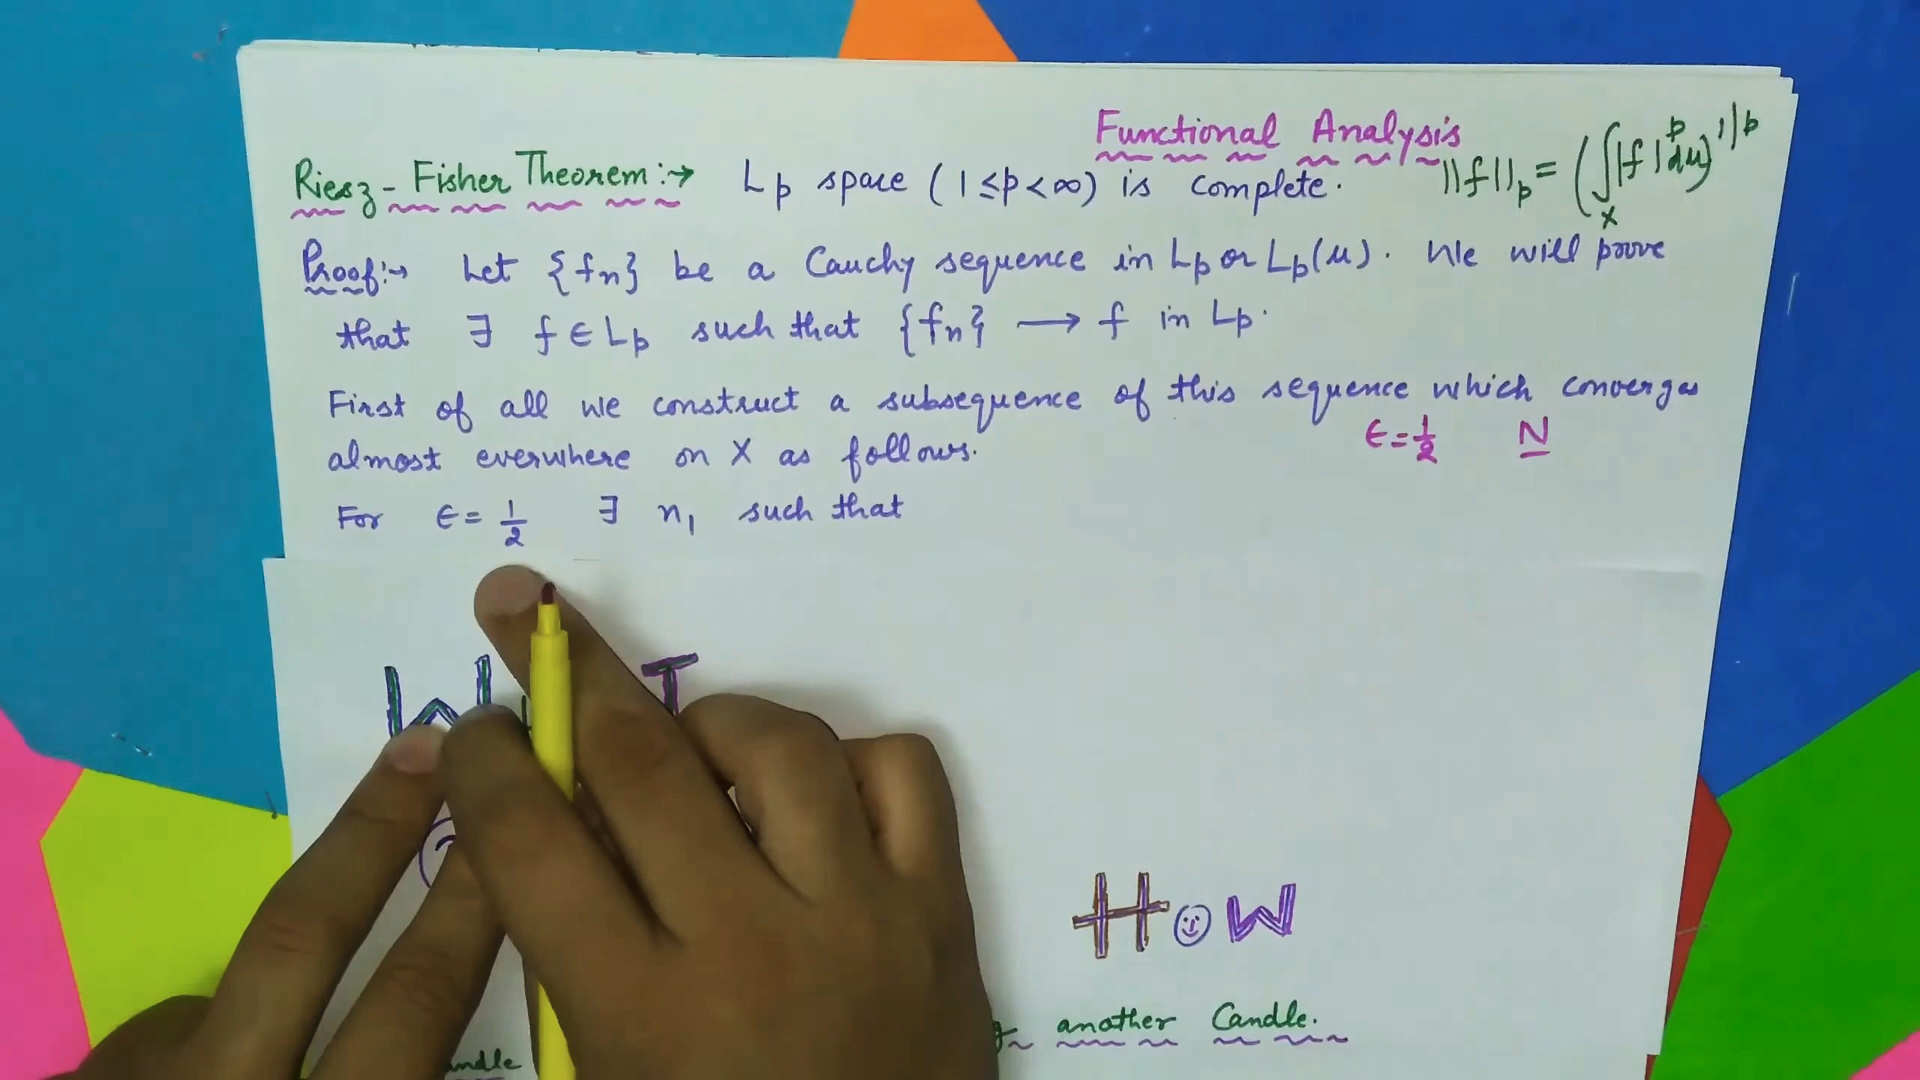 Functional Analysis
Riesz - Fisher Theorem :→ Lp space (1≤p<∞) is complete. ||f||p = (∫X |f|^p dμ)^1/p
Proof :→ Let {fn} be a Cauchy sequence in Lp or Lp(μ). We will prove
that ∃ f ∈ Lp such that {fn} ⟶ f in Lp.
First of all we construct a subsequence of this sequence which converges
almost everwhere on X as follows.
ϵ = 1/2 N
For ϵ = 1/2 ∃ n1 such that
HOW
another Candle.